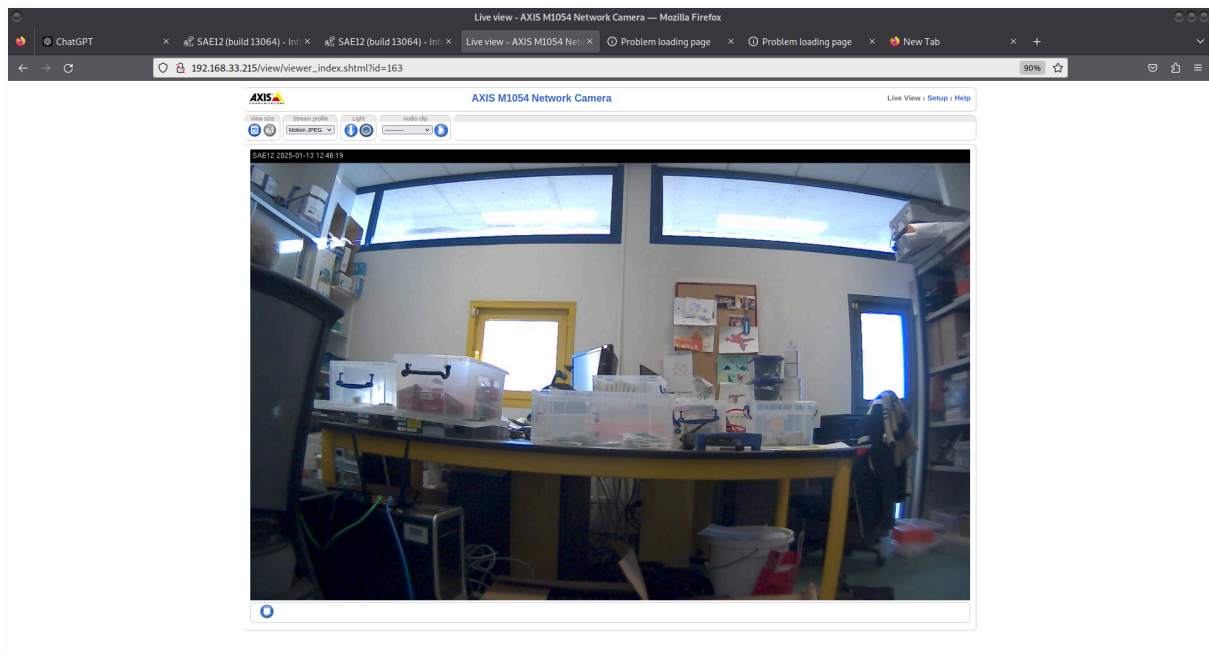 Live view - AXIS M1054 Network Camera — Mozilla Firefox
ChatGPT
SAE12 (build 13064) - Inf
SAE12 (build 13064) - Inf
Live view - AXIS M1054 Net
Problem loading page
Problem loading page
New Tab
192.168.33.215/view/viewer_index.shtml?id=163
90%
AXIS
COMMUNICATIONS
AXIS M1054 Network Camera
Live View | Setup | Help
View size
Stream profile
Light
Audio clip
Motion JPEG
----------
SAE12 2025-01-13 12:46:19